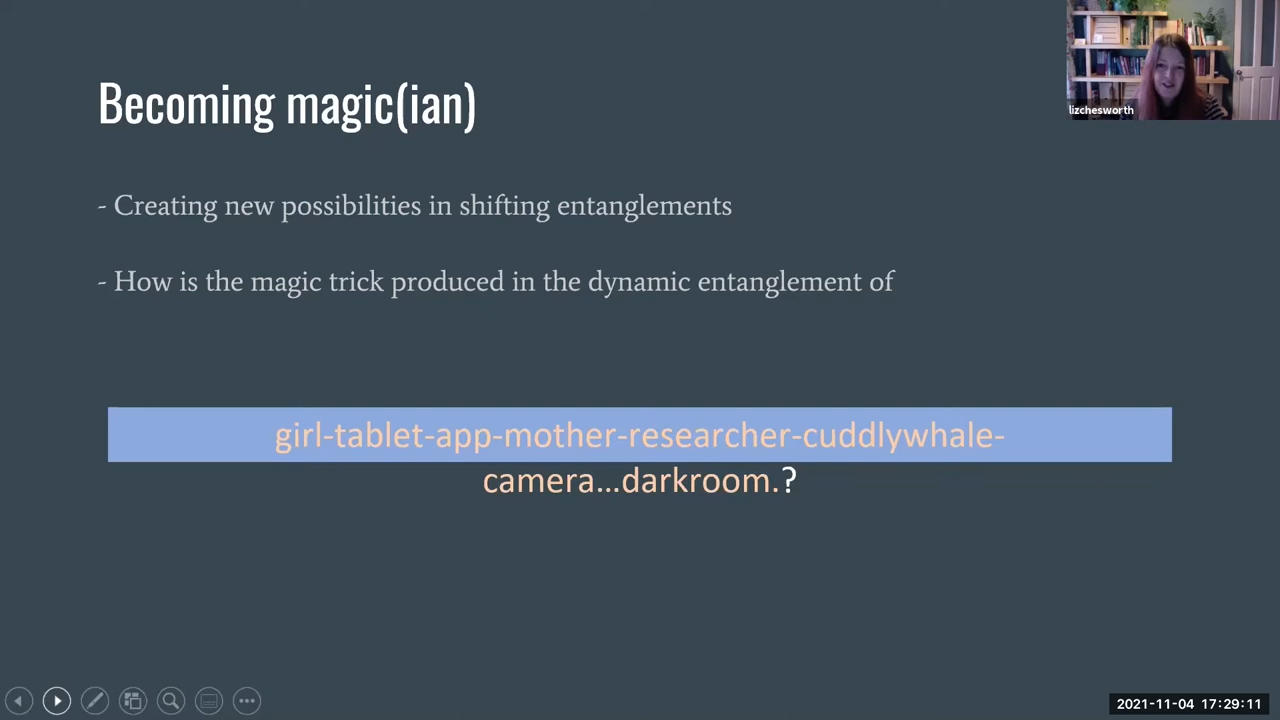 Becoming magic(ian)
lizchesworth
- Creating new possibilities in shifting entanglements
- How is the magic trick produced in the dynamic entanglement of
girl-tablet-app-mother-researcher-cuddlywhale-
camera...darkroom.?
2021-11-04 17:29:11